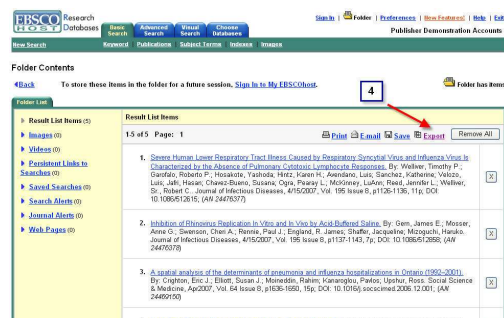 EBSCO Research
HOST Databases
Basic Search
Advanced Search
Visual Search
Choose Databases
Sign In | Folder | Preferences | New Features! | Help | Exit
Publisher Demonstration Accounts
New Search
Keyword Publications Subject Terms Indexes Images
Folder Contents
Back To store these items in the folder for a future session, Sign In to My EBSCOhost.
4
Folder has items
Folder List
Result List Items (5)
Images (0)
Videos (0)
Persistent Links to Searches (0)
Saved Searches (0)
Search Alerts (0)
Journal Alerts (0)
Web Pages (0)
Result List Items
1-5 of 5 Page: 1
Print E-mail Save Export Remove All
1. Severe Human Lower Respiratory Tract Illness Caused by Respiratory Syncytial Virus and Influenza Virus Is
Characterized by the Absence of Pulmonary Cytotoxic Lymphocyte Responses. By: Welliver, Timothy P.;
Garofalo, Roberto P.; Hosakote, Yashoda; Hintz, Karen H.; Avendano, Luis; Sanchez, Katherine; Velozo,
Luis; Jafri, Hasan; Chavez-Bueno, Susana; Ogra, Pearay L.; McKinney, LuAnn; Reed, Jennifer L.; Welliver,
Sr., Robert C.. Journal of Infectious Diseases, 4/15/2007, Vol. 195 Issue 8, p1126-1136, 11p; DOI:
10.1086/512615; (AN 24476377)
X
2. Inhibition of Rhinovirus Replication In Vitro and In Vivo by Acid-Buffered Saline. By: Gern, James E.; Mosser,
Anne G.; Swenson, Cheri A.; Rennie, Paul J.; England, R. James; Shaffer, Jacqueline; Mizoguchi, Haruko.
Journal of Infectious Diseases, 4/15/2007, Vol. 195 Issue 8, p1137-1143, 7p; DOI: 10.1086/512858; (AN
24476378)
X
3. A spatial analysis of the determinants of pneumonia and influenza hospitalizations in Ontario (1992–2001).
By: Crighton, Eric J.; Elliott, Susan J.; Moineddin, Rahim; Kanaroglou, Pavlos; Upshur, Ross. Social Science
& Medicine, Apr2007, Vol. 64 Issue 8, p1636-1650, 15p; DOI: 10.1016/j.socscimed.2006.12.001; (AN
24469150)
X